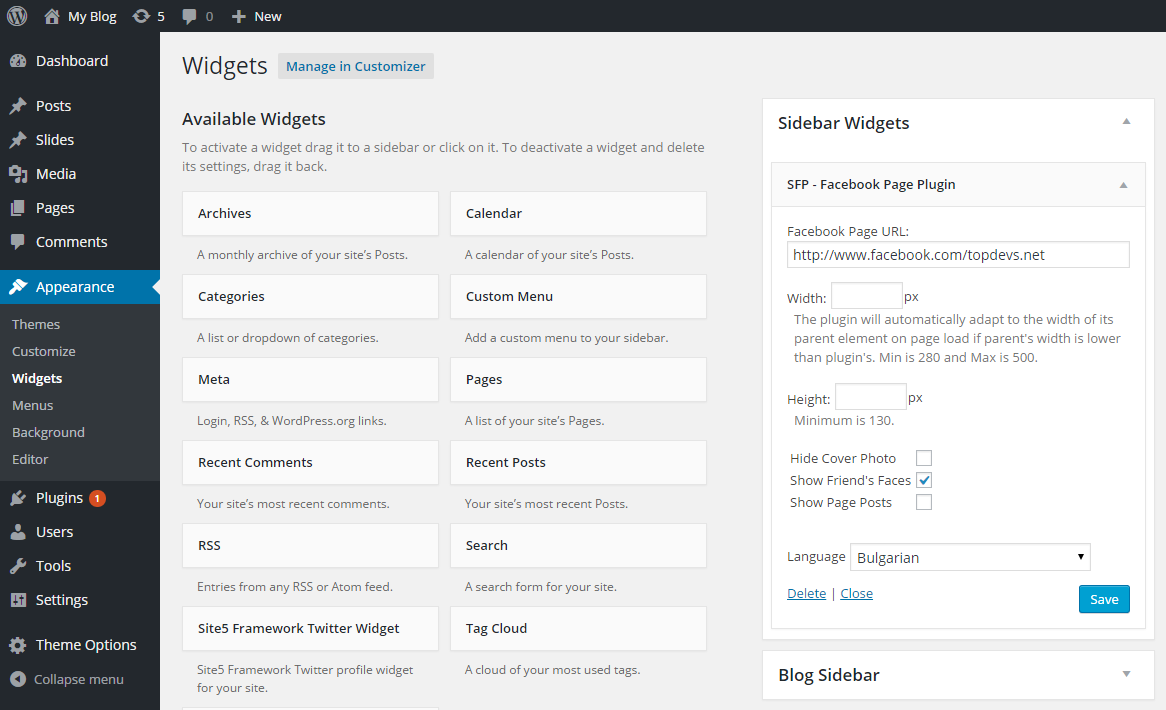 My Blog 5 0 New
Dashboard
Posts
Slides
Media
Pages
Comments
Appearance
Themes
Customize
Widgets
Menus
Background
Editor
Plugins 1
Users
Tools
Settings
Theme Options
Collapse menu
Widgets Manage in Customizer
Available Widgets
To activate a widget drag it to a sidebar or click on it. To deactivate a widget and delete
its settings, drag it back.
Archives Calendar
A monthly archive of your site’s Posts. A calendar of your site’s Posts.
Categories Custom Menu
A list or dropdown of categories. Add a custom menu to your sidebar.
Meta Pages
Login, RSS, & WordPress.org links. A list of your site’s Pages.
Recent Comments Recent Posts
Your site’s most recent comments. Your site’s most recent Posts.
RSS Search
Entries from any RSS or Atom feed. A search form for your site.
Site5 Framework Twitter Widget Tag Cloud
Site5 Framework Twitter profile widget A cloud of your most used tags.
for your site.
Sidebar Widgets
SFP - Facebook Page Plugin
Facebook Page URL:
http://www.facebook.com/topdevs.net
Width: px
The plugin will automatically adapt to the width of its
parent element on page load if parent's width is lower
than plugin's. Min is 280 and Max is 500.
Height: px
Minimum is 130.
Hide Cover Photo
Show Friend's Faces
Show Page Posts
Language Bulgarian
Delete | Close Save
Blog Sidebar